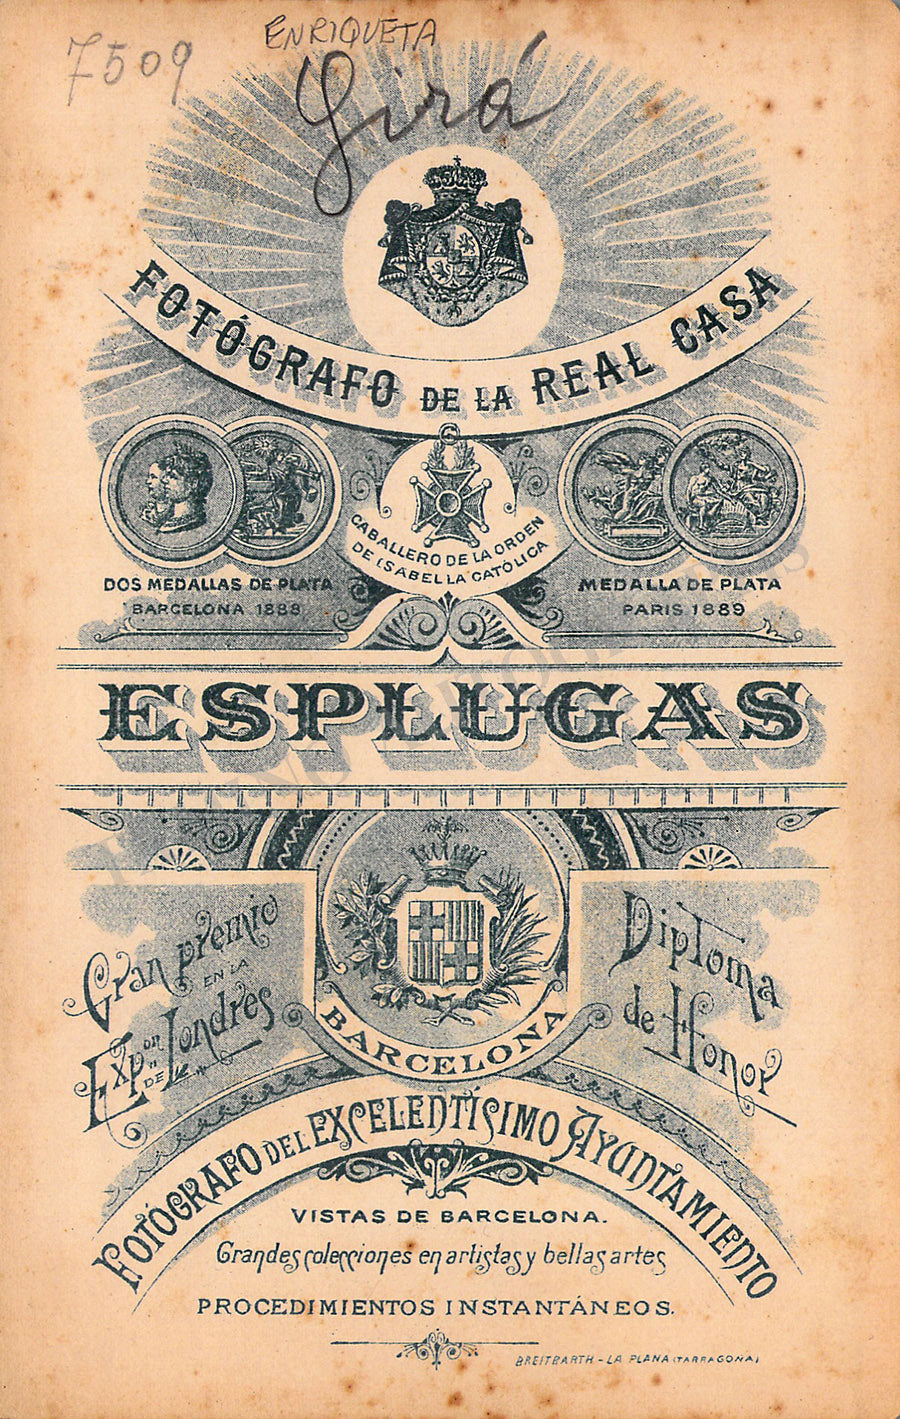 7509
ENRIQUETA
Girá
FOTÓGRAFO DE LA REAL CASA
CABALLERO DE LA ORDEN
DE ISABEL LA CATÓLICA
DOS MEDALLAS DE PLATA
BARCELONA 1888
MEDALLA DE PLATA
PARIS 1889
ESPLUGAS
Gran premio
EN LA
Expon DE Londres
Diploma
de Honor
BARCELONA
FOTÓGRAFO DEL EXCELENTÍSIMO AYUNTAMIENTO
VISTAS DE BARCELONA.
Grandes colecciones en artistas y bellas artes
PROCEDIMIENTOS INSTANTÁNEOS.
BREITBARTH - LA PLANA (TARRAGONA)